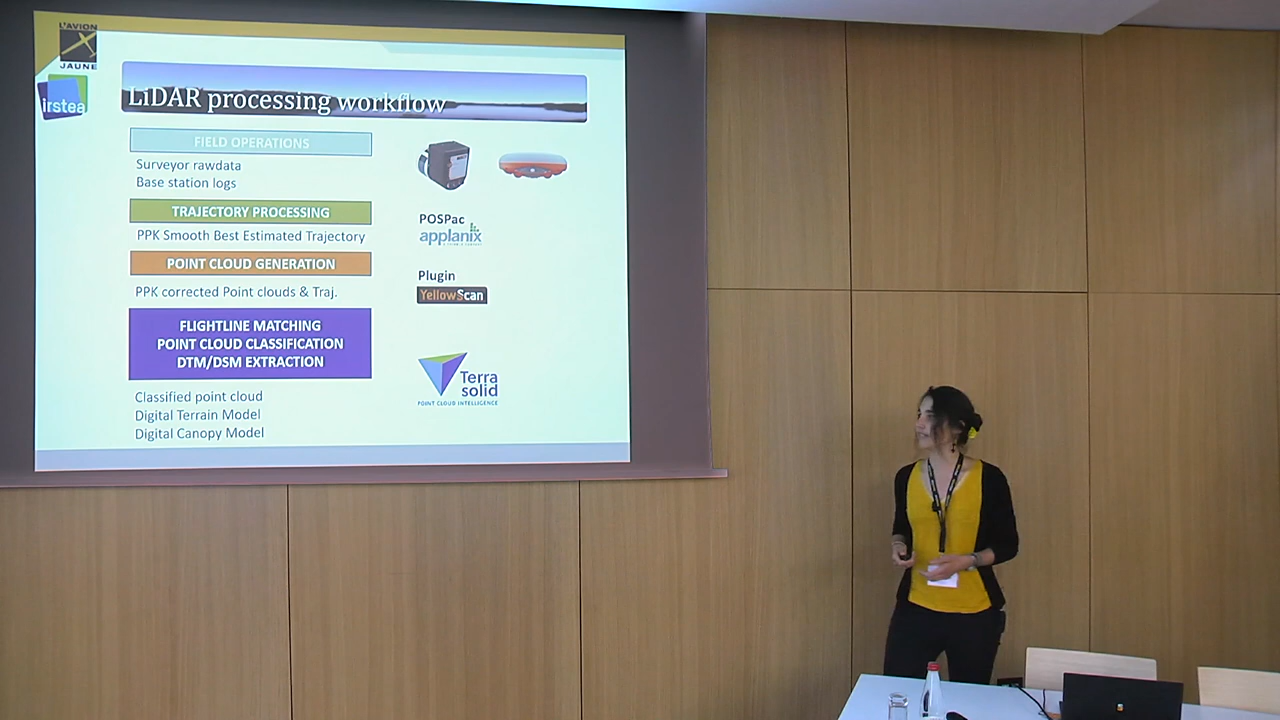 L'AVION
JAUNE
irstea
LiDAR processing workflow
FIELD OPERATIONS
Surveyor rawdata
Base station logs
TRAJECTORY PROCESSING
PPK Smooth Best Estimated Trajectory
POSPac
applanix
POINT CLOUD GENERATION
PPK corrected Point clouds & Traj.
Plugin
YellowScan
FLIGHTLINE MATCHING
POINT CLOUD CLASSIFICATION
DTM/DSM EXTRACTION
Terra
solid
POINT CLOUD INTELLIGENCE
Classified point cloud
Digital Terrain Model
Digital Canopy Model